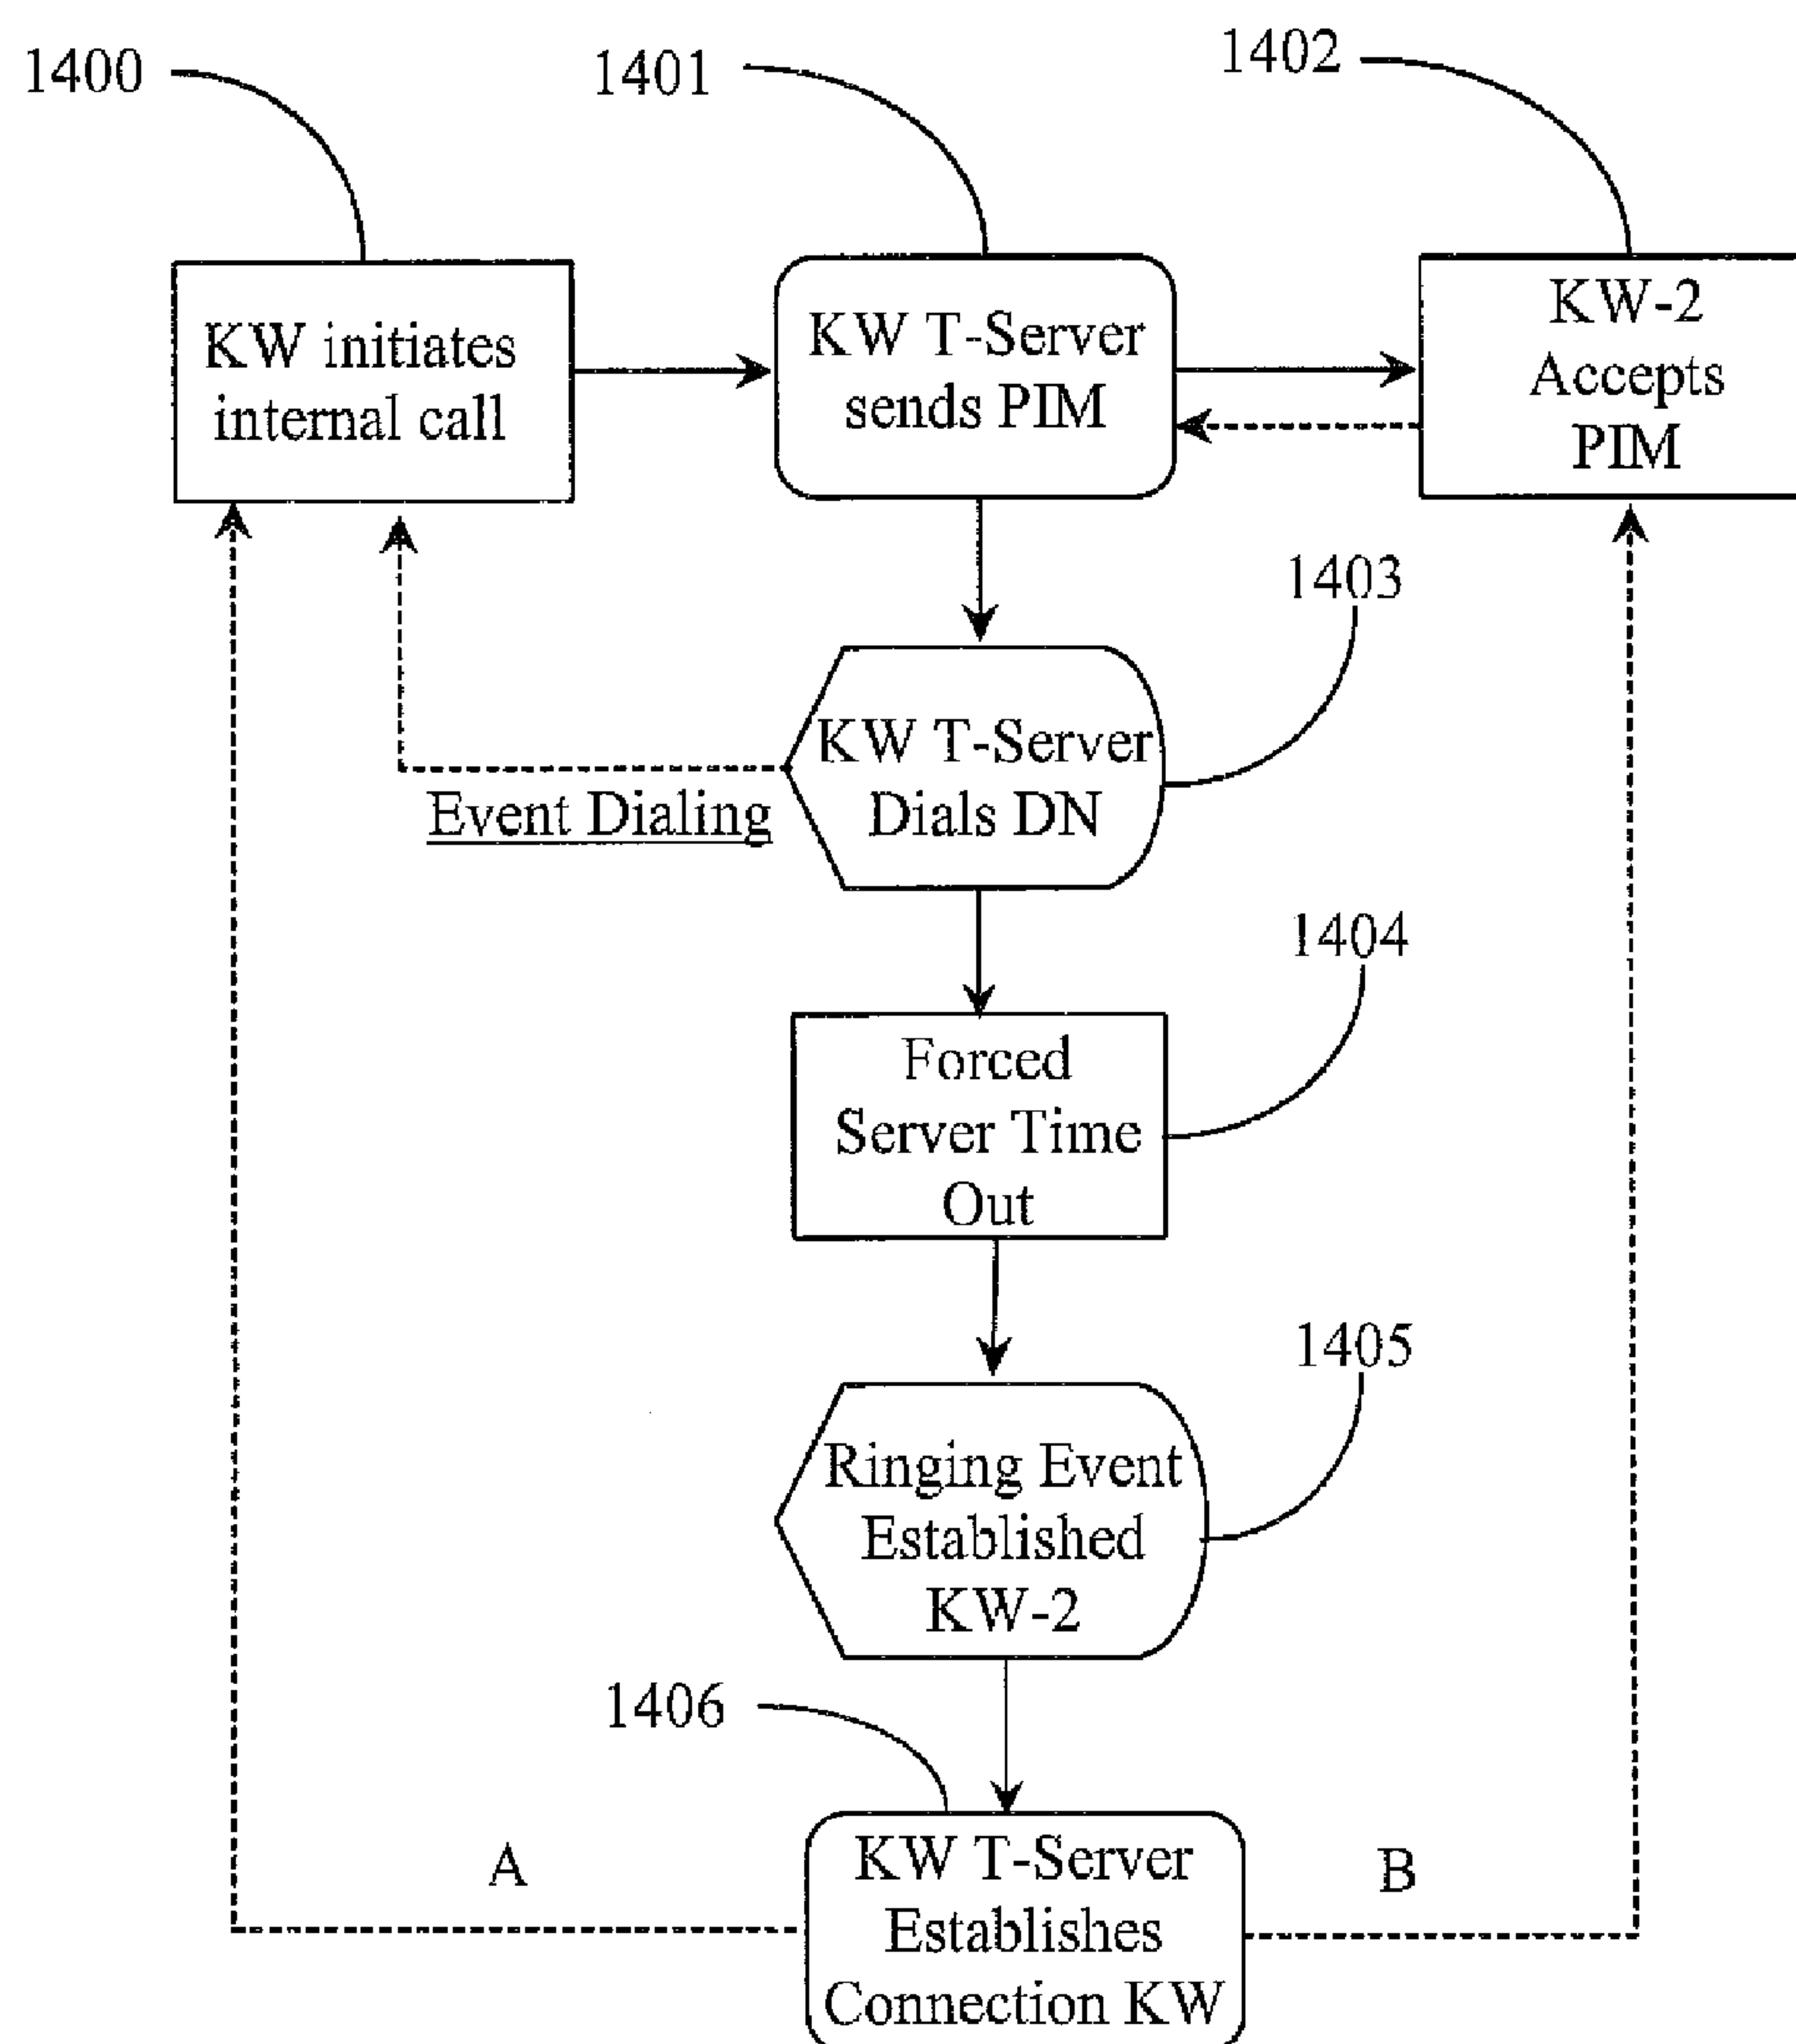 1400
1401
1402
KW initiates
internal call
KW T-Server
sends PIM
KW-2
Accepts
PIM
1403
KW T-Server
Dials DN
Event Dialing
1404
Forced
Server Time
Out
1405
Ringing Event
Established
KW-2
1406
A
KW T-Server
Establishes
Connection KW
B